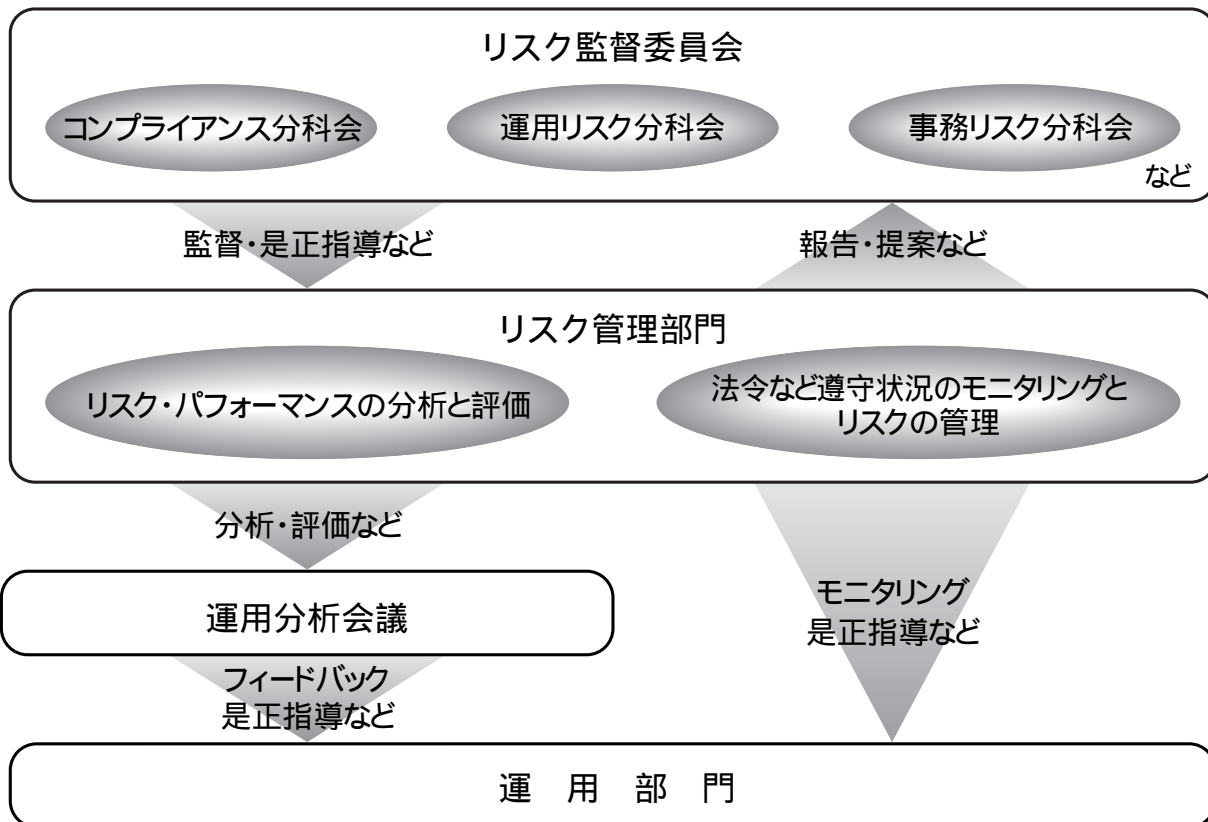 リスク監督委員会
コンプライアンス分科会
運用リスク分科会
事務リスク分科会
など
監督・是正指導など
報告・提案など
リスク管理部門
リスク・パフォーマンスの分析と評価
法令など遵守状況のモニタリングと
リスクの管理
分析・評価など
運用分析会議
モニタリング
是正指導など
フィードバック
是正指導など
運 用 部 門